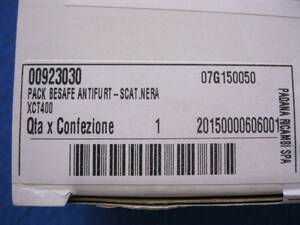 00923030 07G150050
PACK BESAFE ANTIFURT-SCAT.NERA
XCT400
Qta x Confezione 1 20150000606001
PADANA RICAMBI SPA